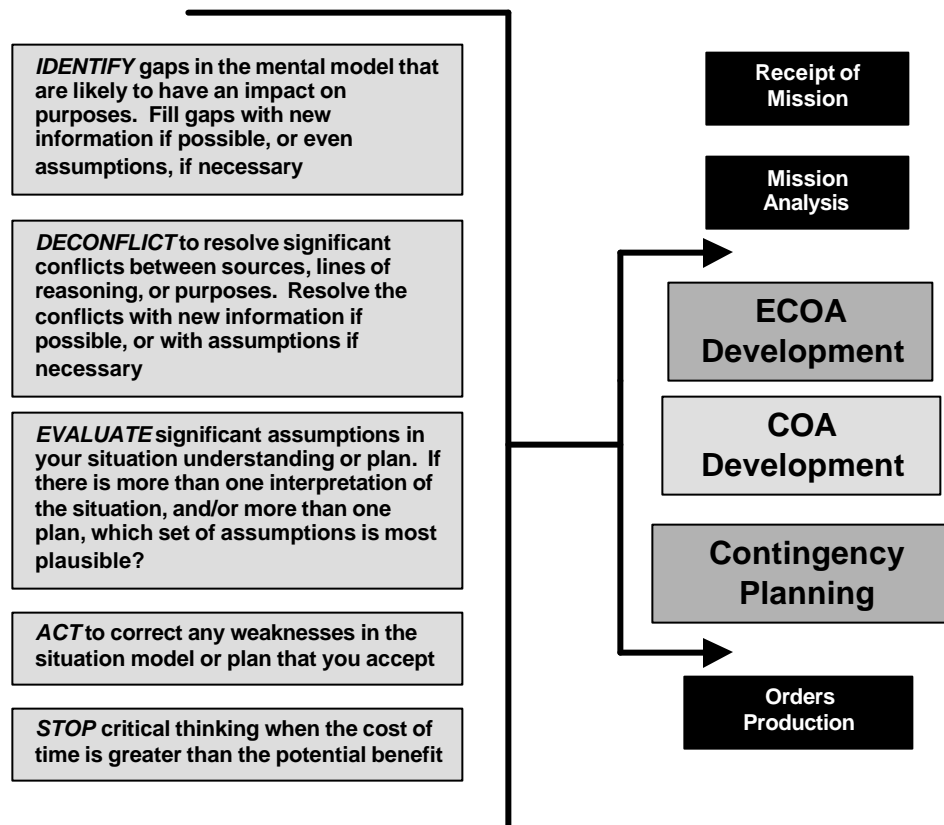 IDENTIFY gaps in the mental model that
are likely to have an impact on
purposes.  Fill gaps with new
information if possible, or even
assumptions, if necessary
DECONFLICT to resolve significant
conflicts between sources, lines of
reasoning, or purposes.  Resolve the
conflicts with new information if
possible, or with assumptions if
necessary
EVALUATE significant assumptions in
your situation understanding or plan.  If
there is more than one interpretation of
the situation, and/or more than one
plan, which set of assumptions is most
plausible?
ACT to correct any weaknesses in the
situation model or plan that you accept
STOP critical thinking when the cost of
time is greater than the potential benefit
Receipt of
Mission
Mission
Analysis
ECOA
Development
COA
Development
Contingency
Planning
Orders
Production